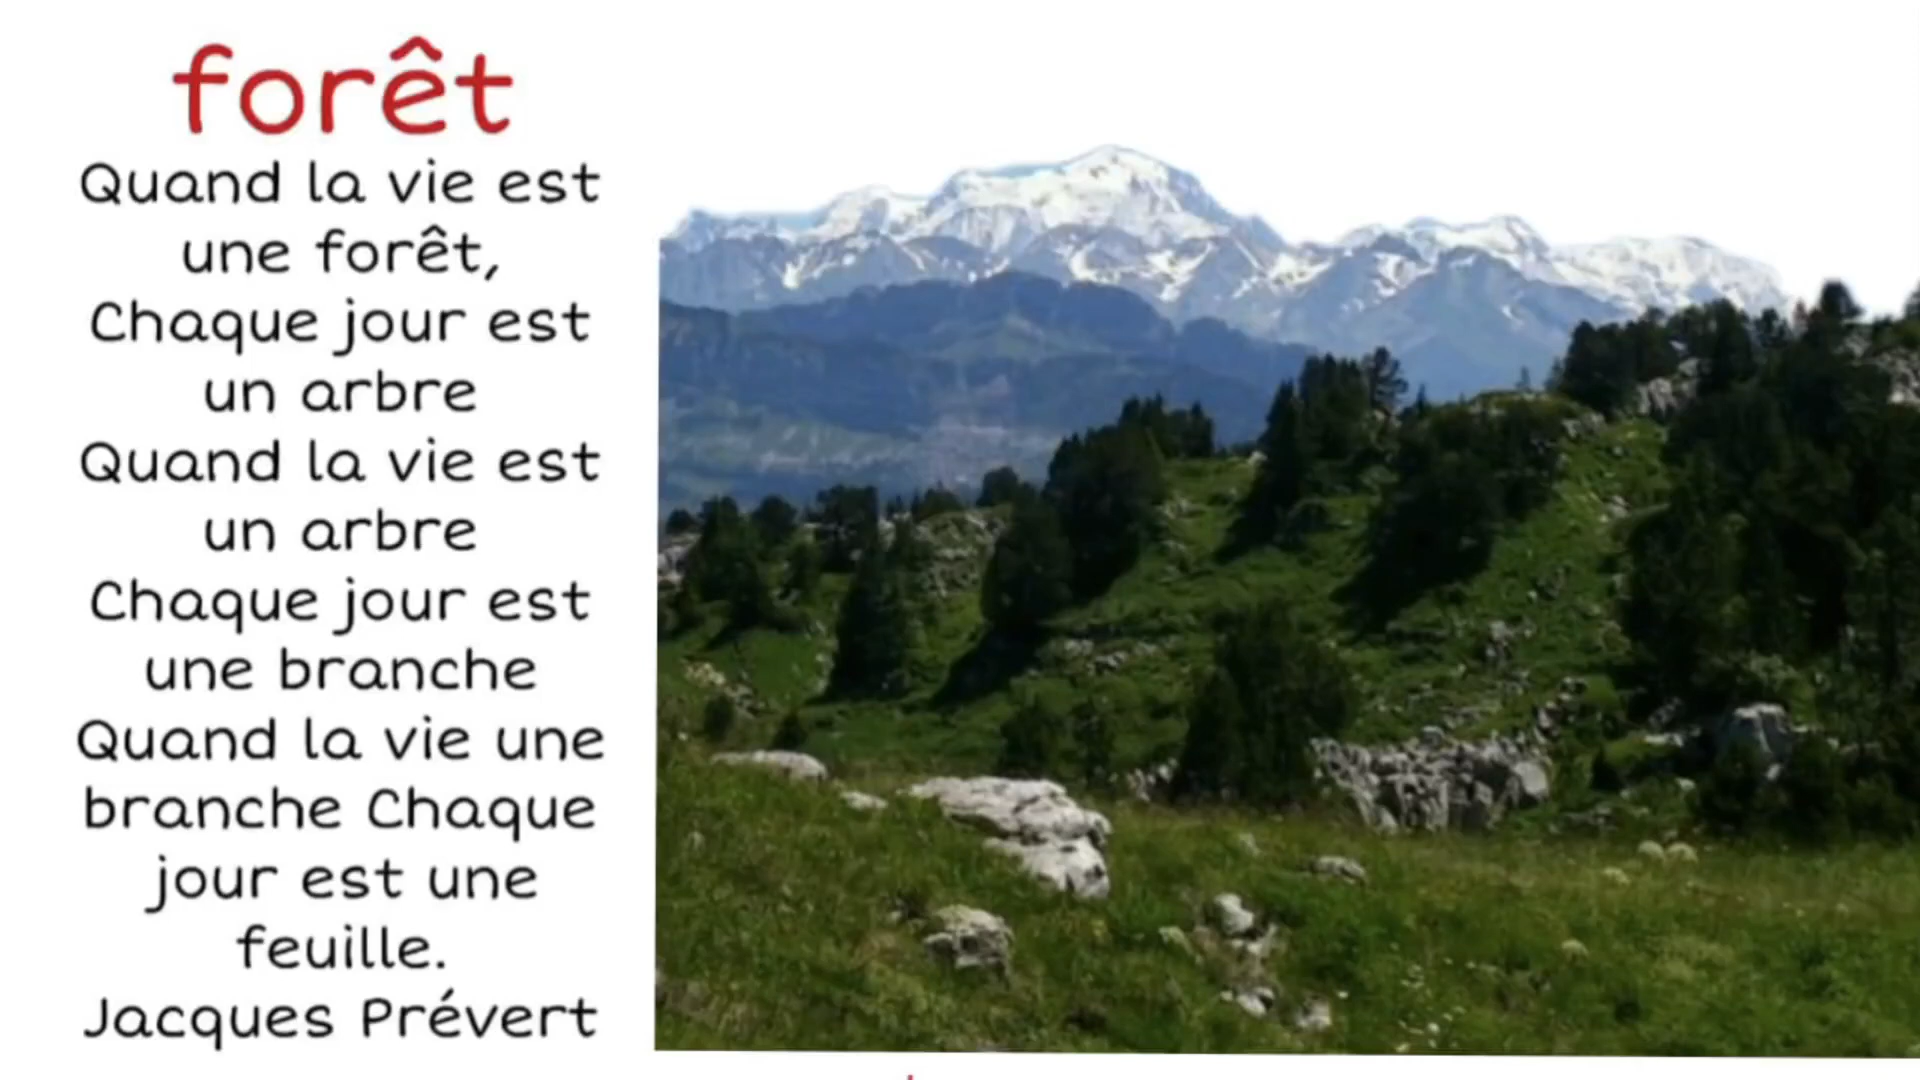 forêt
Quand la vie est
une forêt,
Chaque jour est
un arbre
Quand la vie est
un arbre
Chaque jour est
une branche
Quand la vie une
branche Chaque
jour est une
feuille.
Jacques Prévert